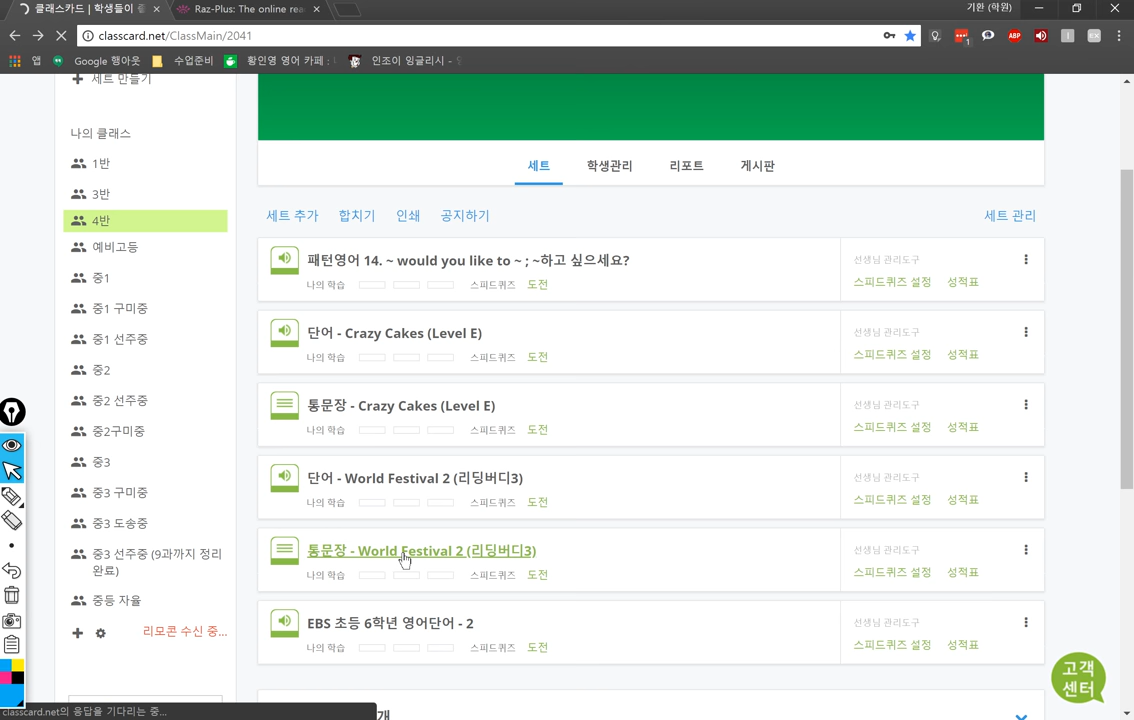 클래스카드 | 학생들이
Raz-Plus: The online rea
기환 (학원)
classcard.net/ClassMain/2041
ABP
1
앱
Google 행아웃
수업준비
황인영 영어 카페 :
인조이 잉글리시 -
세트 만들기
나의 클래스
1반
3반
4반
예비고등
중1
중1 구미중
중1 선주중
중2
중2 선주중
중2구미중
중3
중3 구미중
중3 도송중
중3 선주중 (9과까지 정리
완료)
중등 자율
리모콘 수신 중...
세트
학생관리
리포트
게시판
세트 추가
합치기
인쇄
공지하기
세트 관리
패턴영어 14. ~ would you like to ~ ; ~하고 싶으세요?
나의 학습
스피드퀴즈
도전
선생님 관리도구
스피드퀴즈 설정
성적표
단어 - Crazy Cakes (Level E)
나의 학습
스피드퀴즈
도전
선생님 관리도구
스피드퀴즈 설정
성적표
통문장 - Crazy Cakes (Level E)
나의 학습
스피드퀴즈
도전
선생님 관리도구
스피드퀴즈 설정
성적표
단어 - World Festival 2 (리딩버디3)
나의 학습
스피드퀴즈
도전
선생님 관리도구
스피드퀴즈 설정
성적표
통문장 - World Festival 2 (리딩버디3)
나의 학습
스피드퀴즈
도전
선생님 관리도구
스피드퀴즈 설정
성적표
EBS 초등 6학년 영어단어 - 2
나의 학습
스피드퀴즈
도전
선생님 관리도구
스피드퀴즈 설정
성적표
고객
센터
classcard.net의 응답을 기다리는 중...
개